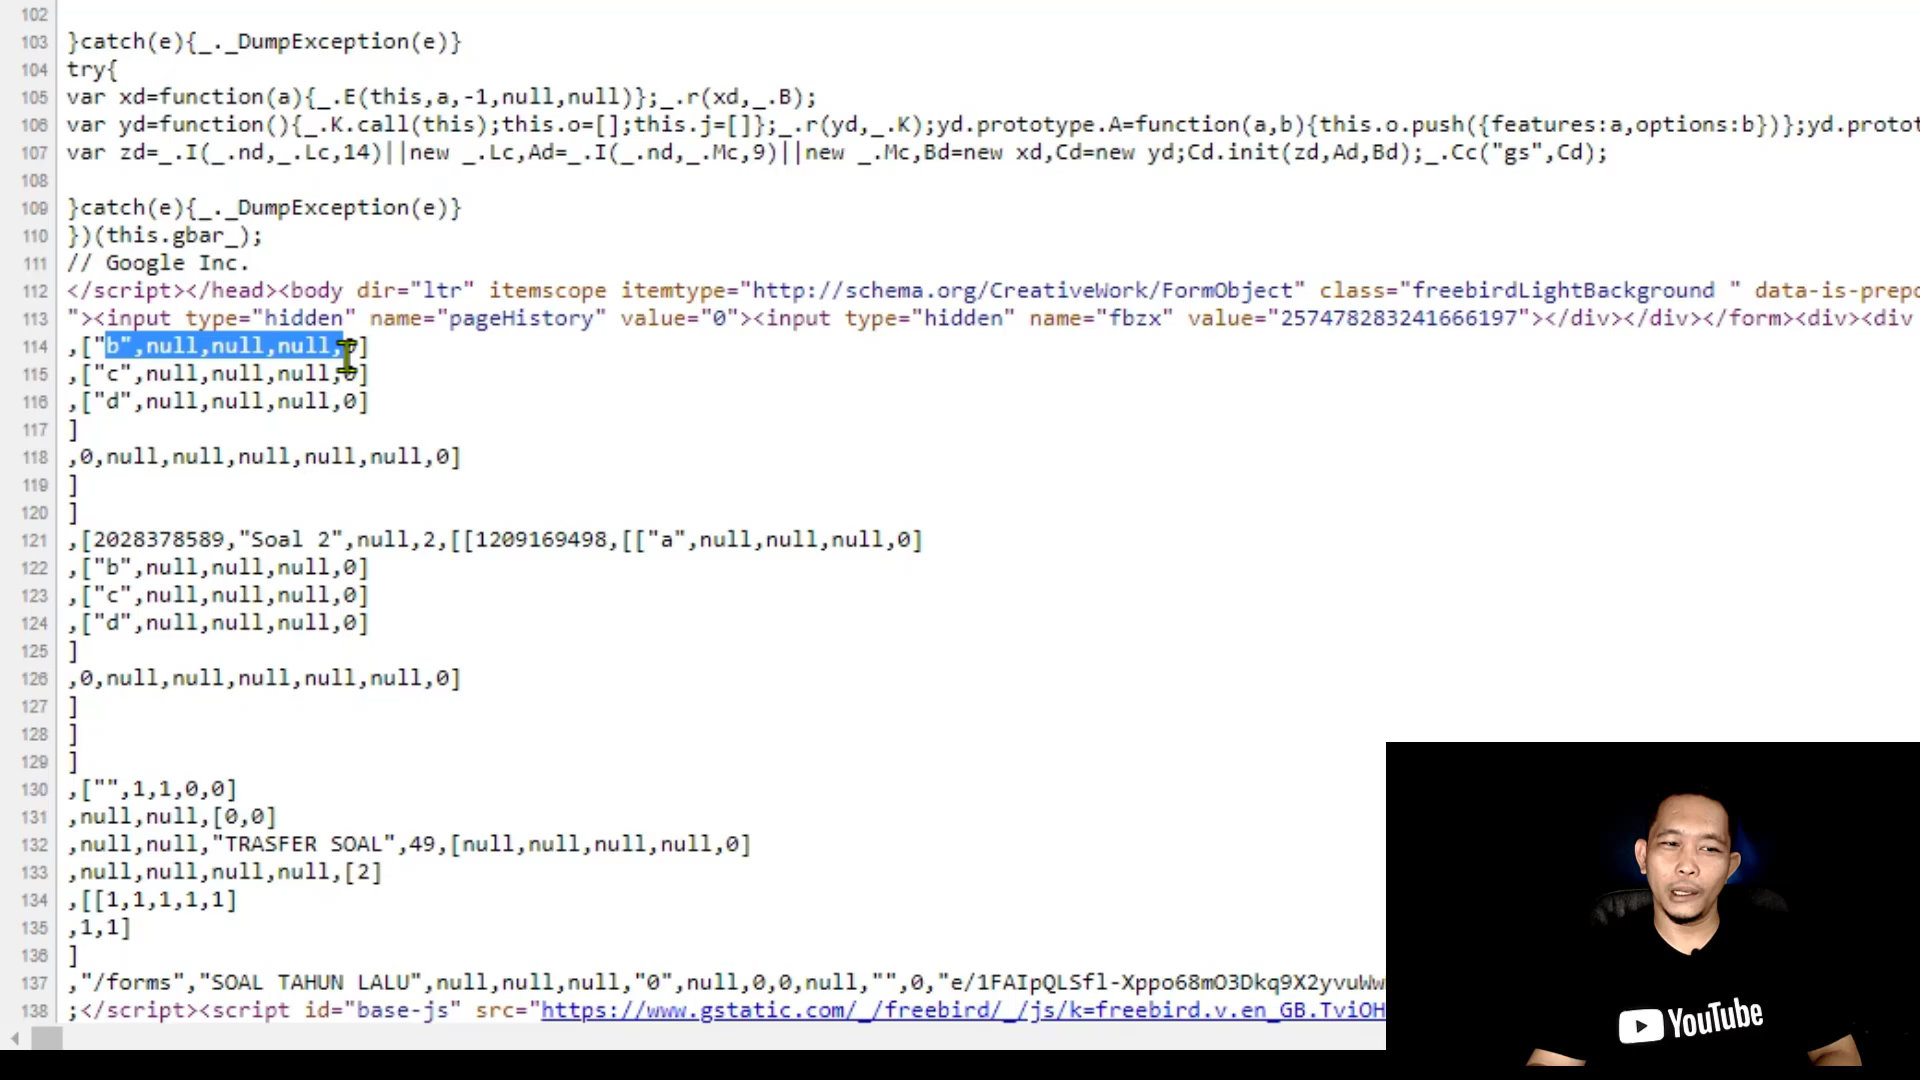 102
103 }catch(e){_._DumpException(e)}
104 try{
105 var xd=function(a){_.E(this,a,-1,null,null)};_.r(xd,_.B);
106 var yd=function(){_.K.call(this);this.o=[];this.j=[]};_.r(yd,_.K);yd.prototype.A=function(a,b){this.o.push({features:a,options:b})};yd.protot
107 var zd=_.I(_.nd,_.Lc,14)||new _.Lc,Ad=_.I(_.nd,_.Mc,9)||new _.Mc,Bd=new xd,Cd=new yd;Cd.init(zd,Ad,Bd);_.Cc("gs",Cd);
108
109 }catch(e){_._DumpException(e)}
110 })(this.gbar_);
111 // Google Inc.
112 </script></head><body dir="ltr" itemscope itemtype="http://schema.org/CreativeWork/FormObject" class="freebirdLightBackground " data-is-prepo
113 "><input type="hidden" name="pageHistory" value="0"><input type="hidden" name="fbzx" value="257478283241666197"></div></div></form><div><div
114 ,["b",null,null,null,0]
115 ,["c",null,null,null,0]
116 ,["d",null,null,null,0]
117 ]
118 ,0,null,null,null,null,null,0]
119 ]
120 ]
121 ,[2028378589,"Soal 2",null,2,[[1209169498,[["a",null,null,null,0]
122 ,["b",null,null,null,0]
123 ,["c",null,null,null,0]
124 ,["d",null,null,null,0]
125 ]
126 ,0,null,null,null,null,null,0]
127 ]
128 ]
129 ]
130 ,["",1,1,0,0]
131 ,null,null,[0,0]
132 ,null,null,"TRASFER SOAL",49,[null,null,null,null,0]
133 ,null,null,null,null,[2]
134 ,[[1,1,1,1,1]
135 ,1,1]
136 ]
137 ,"/forms","SOAL TAHUN LALU",null,null,null,"0",null,0,0,null,"",0,"e/1FAIpQLSfl-Xppo68mO3Dkq9X2yvuWw
138 ;</script><script id="base-js" src="https://www.gstatic.com/_/freebird/_/js/k=freebird.v.en_GB.TviOH
YouTube